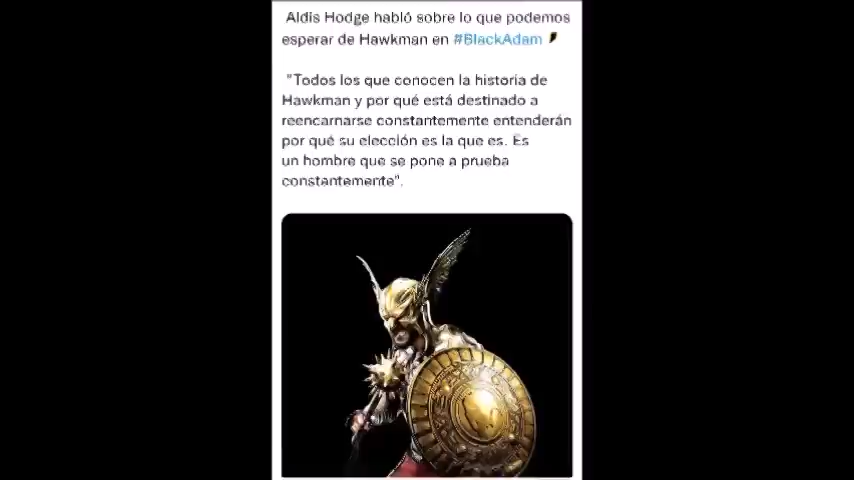 Aldis Hodge habló sobre lo que podemos
esperar de Hawkman en #BlackAdam
"Todos los que conocen la historia de
Hawkman y por qué está destinado a
reencarnarse constantemente entenderán
por qué su elección es la que es. Es
un hombre que se pone a prueba
constantemente".